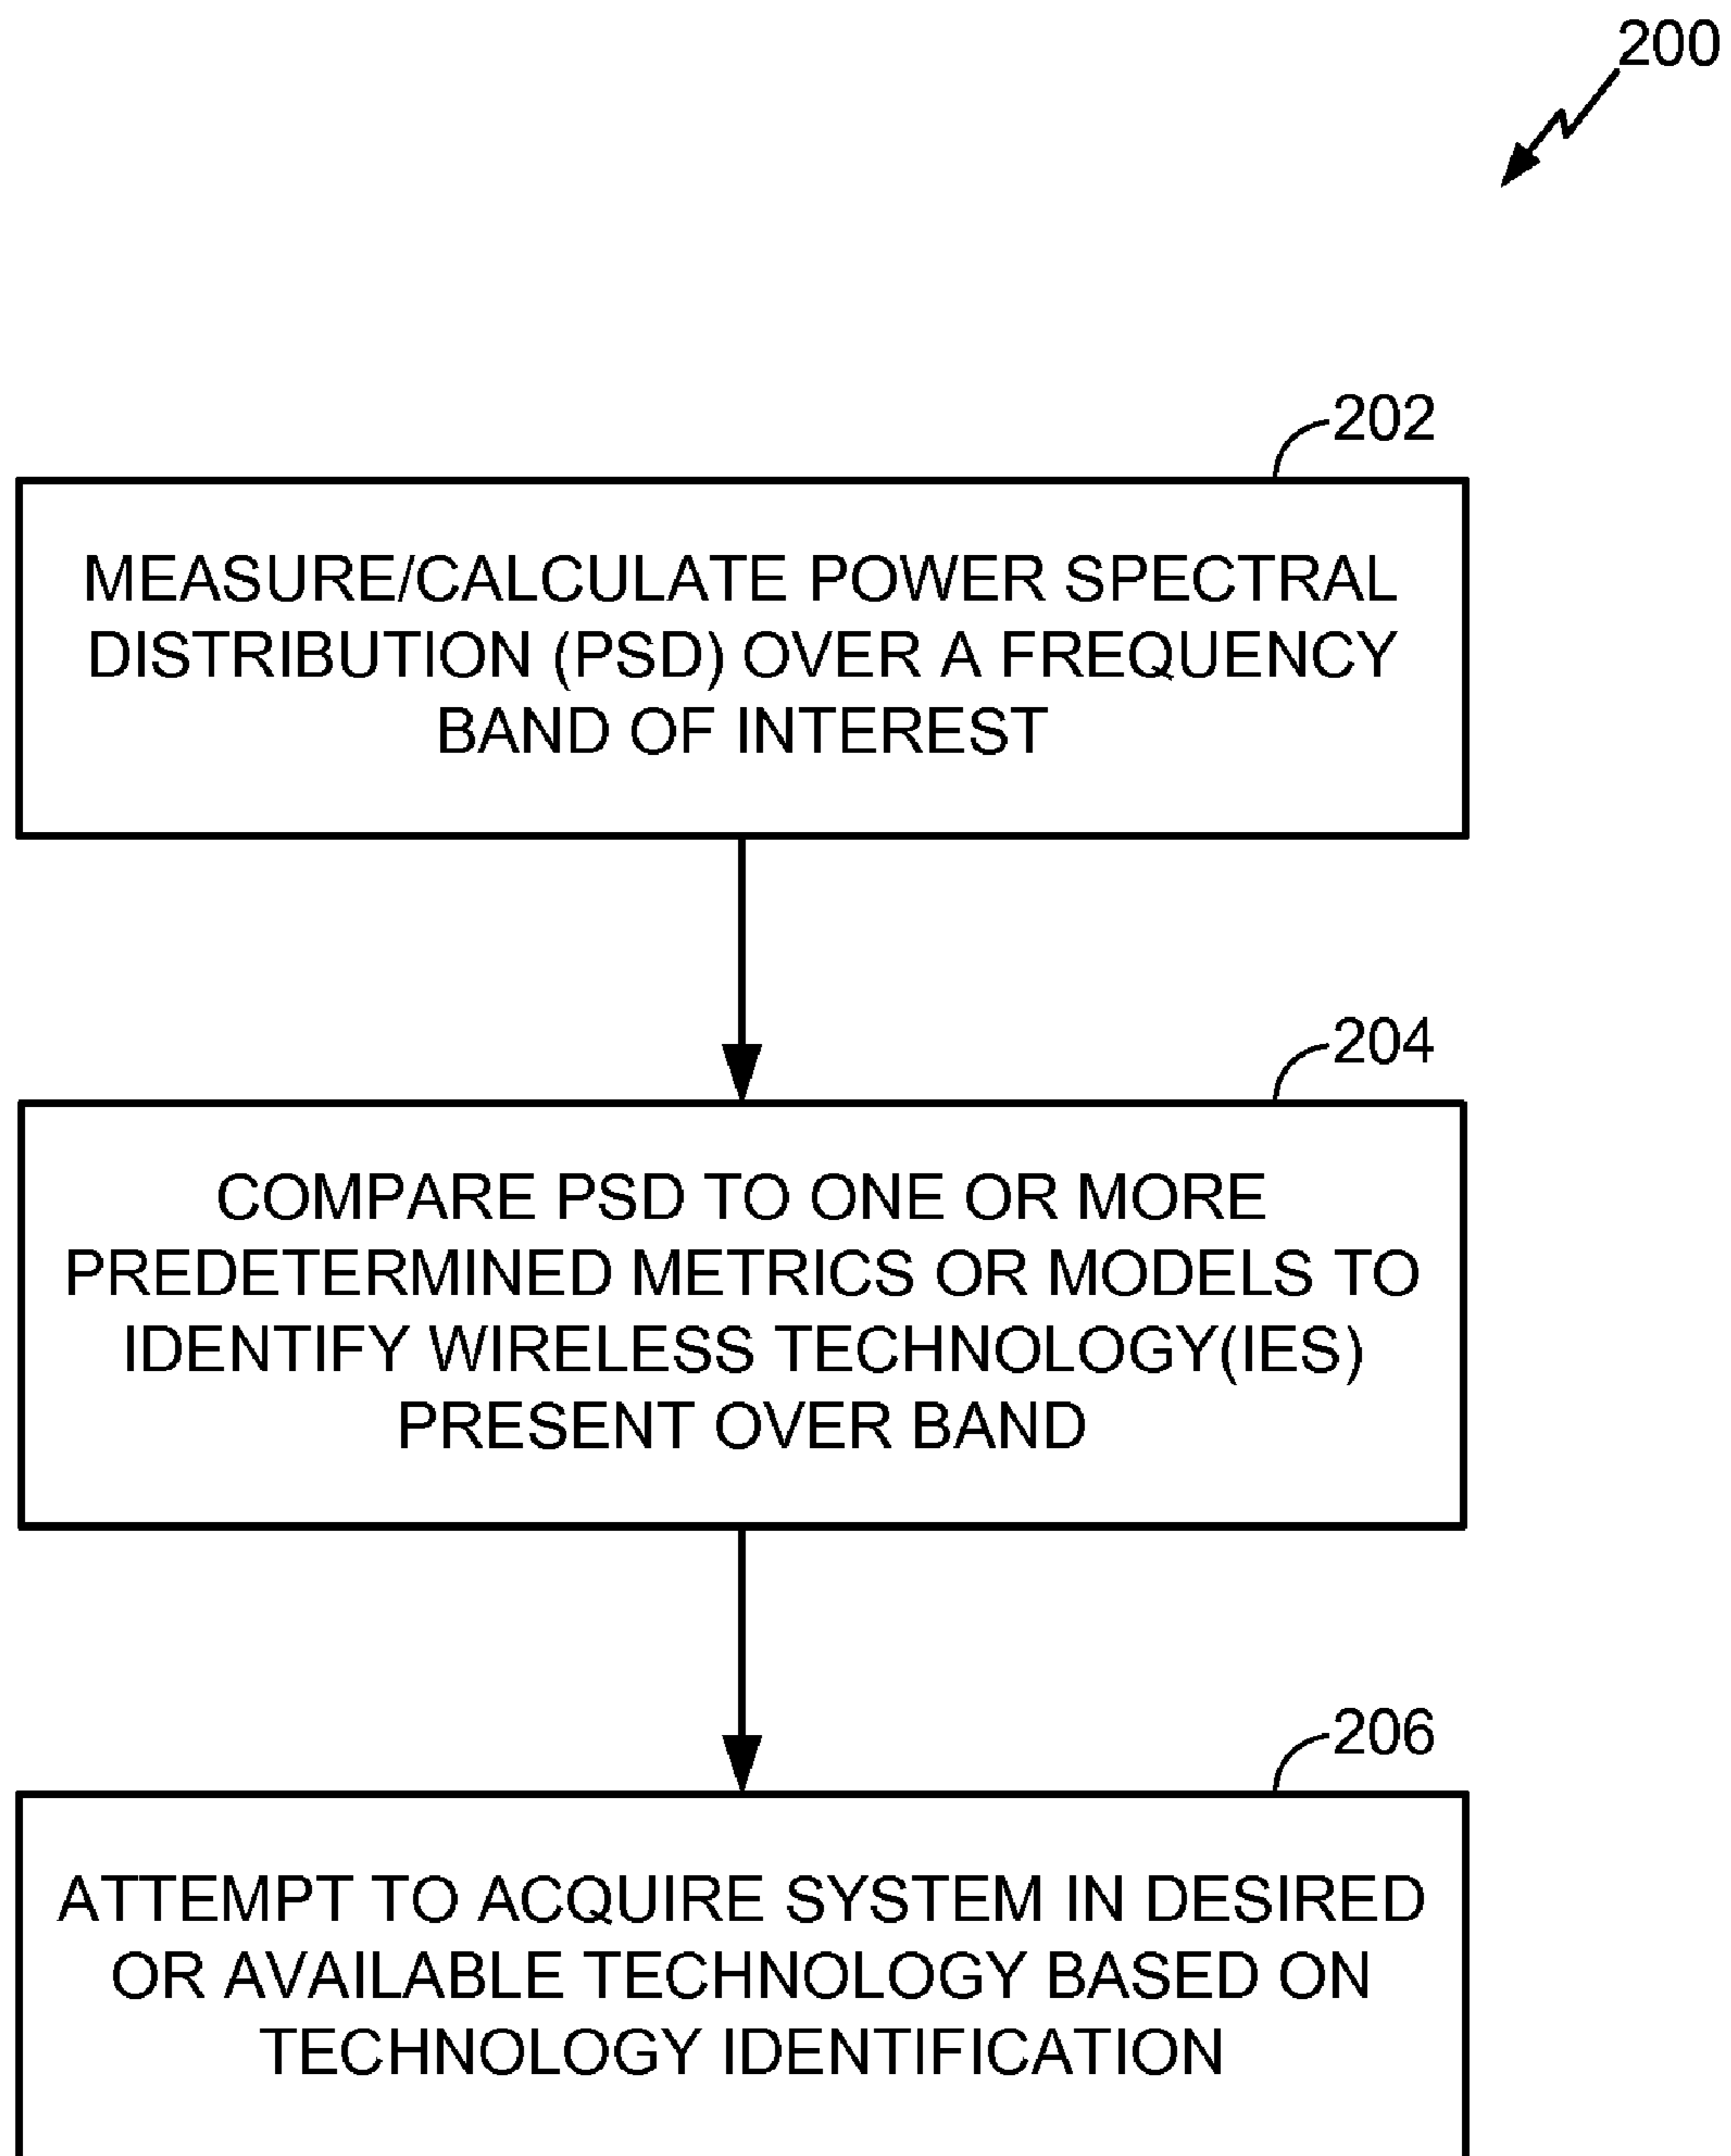 200
202
MEASURE/CALCULATE POWER SPECTRAL
DISTRIBUTION (PSD) OVER A FREQUENCY
BAND OF INTEREST
204
COMPARE PSD TO ONE OR MORE
PREDETERMINED METRICS OR MODELS TO
IDENTIFY WIRELESS TECHNOLOGY(IES)
PRESENT OVER BAND
206
ATTEMPT TO ACQUIRE SYSTEM IN DESIRED
OR AVAILABLE TECHNOLOGY BASED ON
TECHNOLOGY IDENTIFICATION